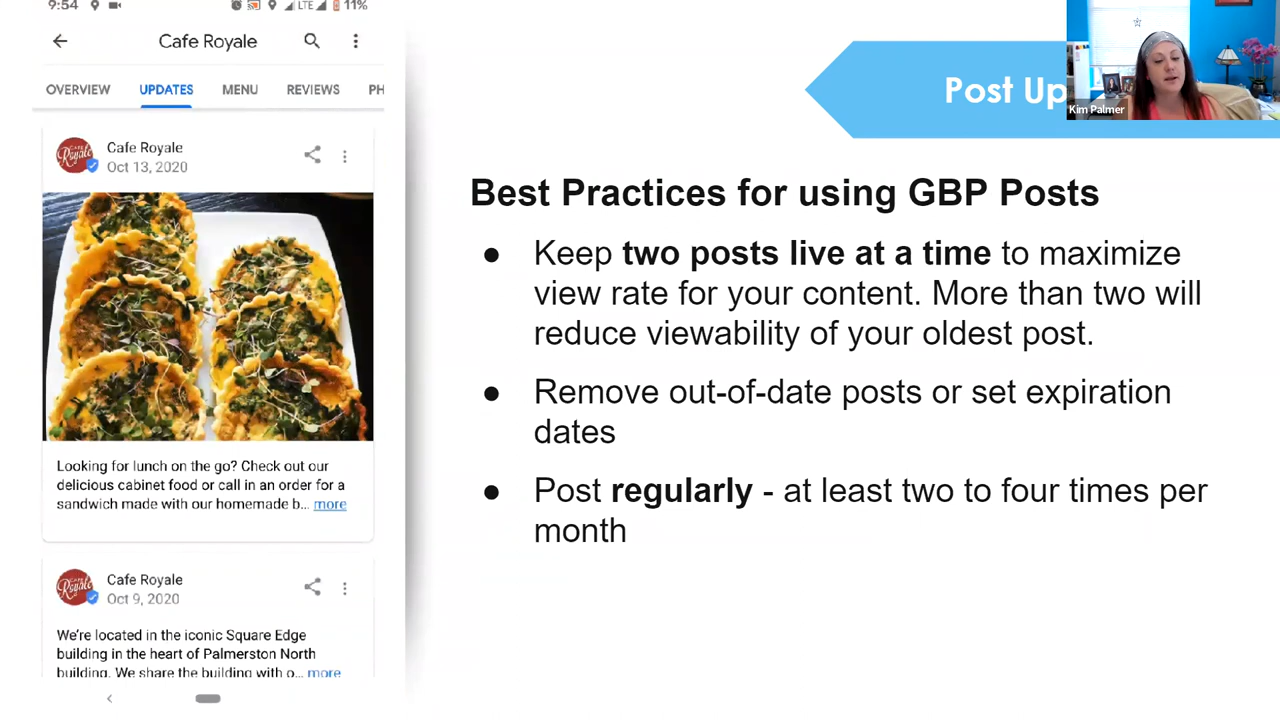 9:54
LTE
11%
Cafe Royale
OVERVIEW UPDATES MENU REVIEWS PH
Cafe Royale
Oct 13, 2020
CAFE
Royale
Looking for lunch on the go? Check out our
delicious cabinet food or call in an order for a
sandwich made with our homemade b... more
Cafe Royale
Oct 9, 2020
CAFE
Royale
We're located in the iconic Square Edge
building in the heart of Palmerston North
building. We share the building with o... more
Post Up
Kim Palmer
Best Practices for using GBP Posts
● Keep two posts live at a time to maximize
view rate for your content. More than two will
reduce viewability of your oldest post.
● Remove out-of-date posts or set expiration
dates
● Post regularly - at least two to four times per
month